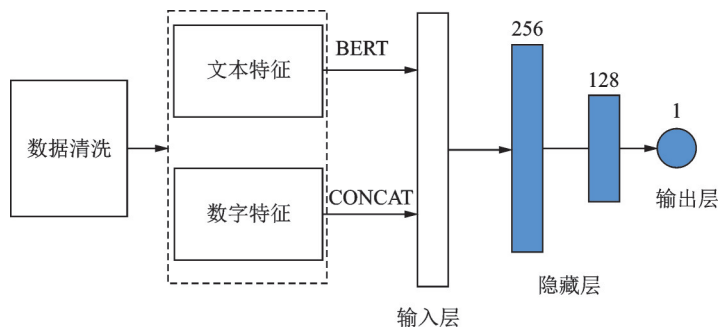 数据清洗
文本特征
数字特征
BERT
CONCAT
输入层
256
128
隐藏层
1
输出层